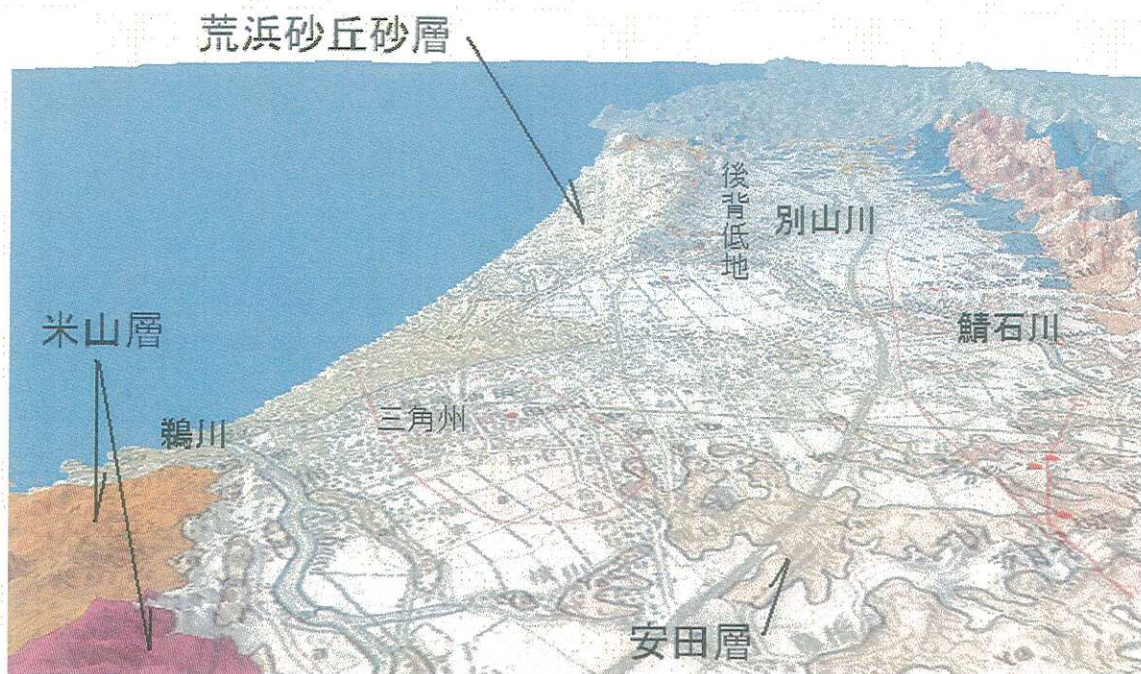 荒浜砂丘砂層
後背低地
別山川
鯖石川
米山層
鵜川
三角州
安田層